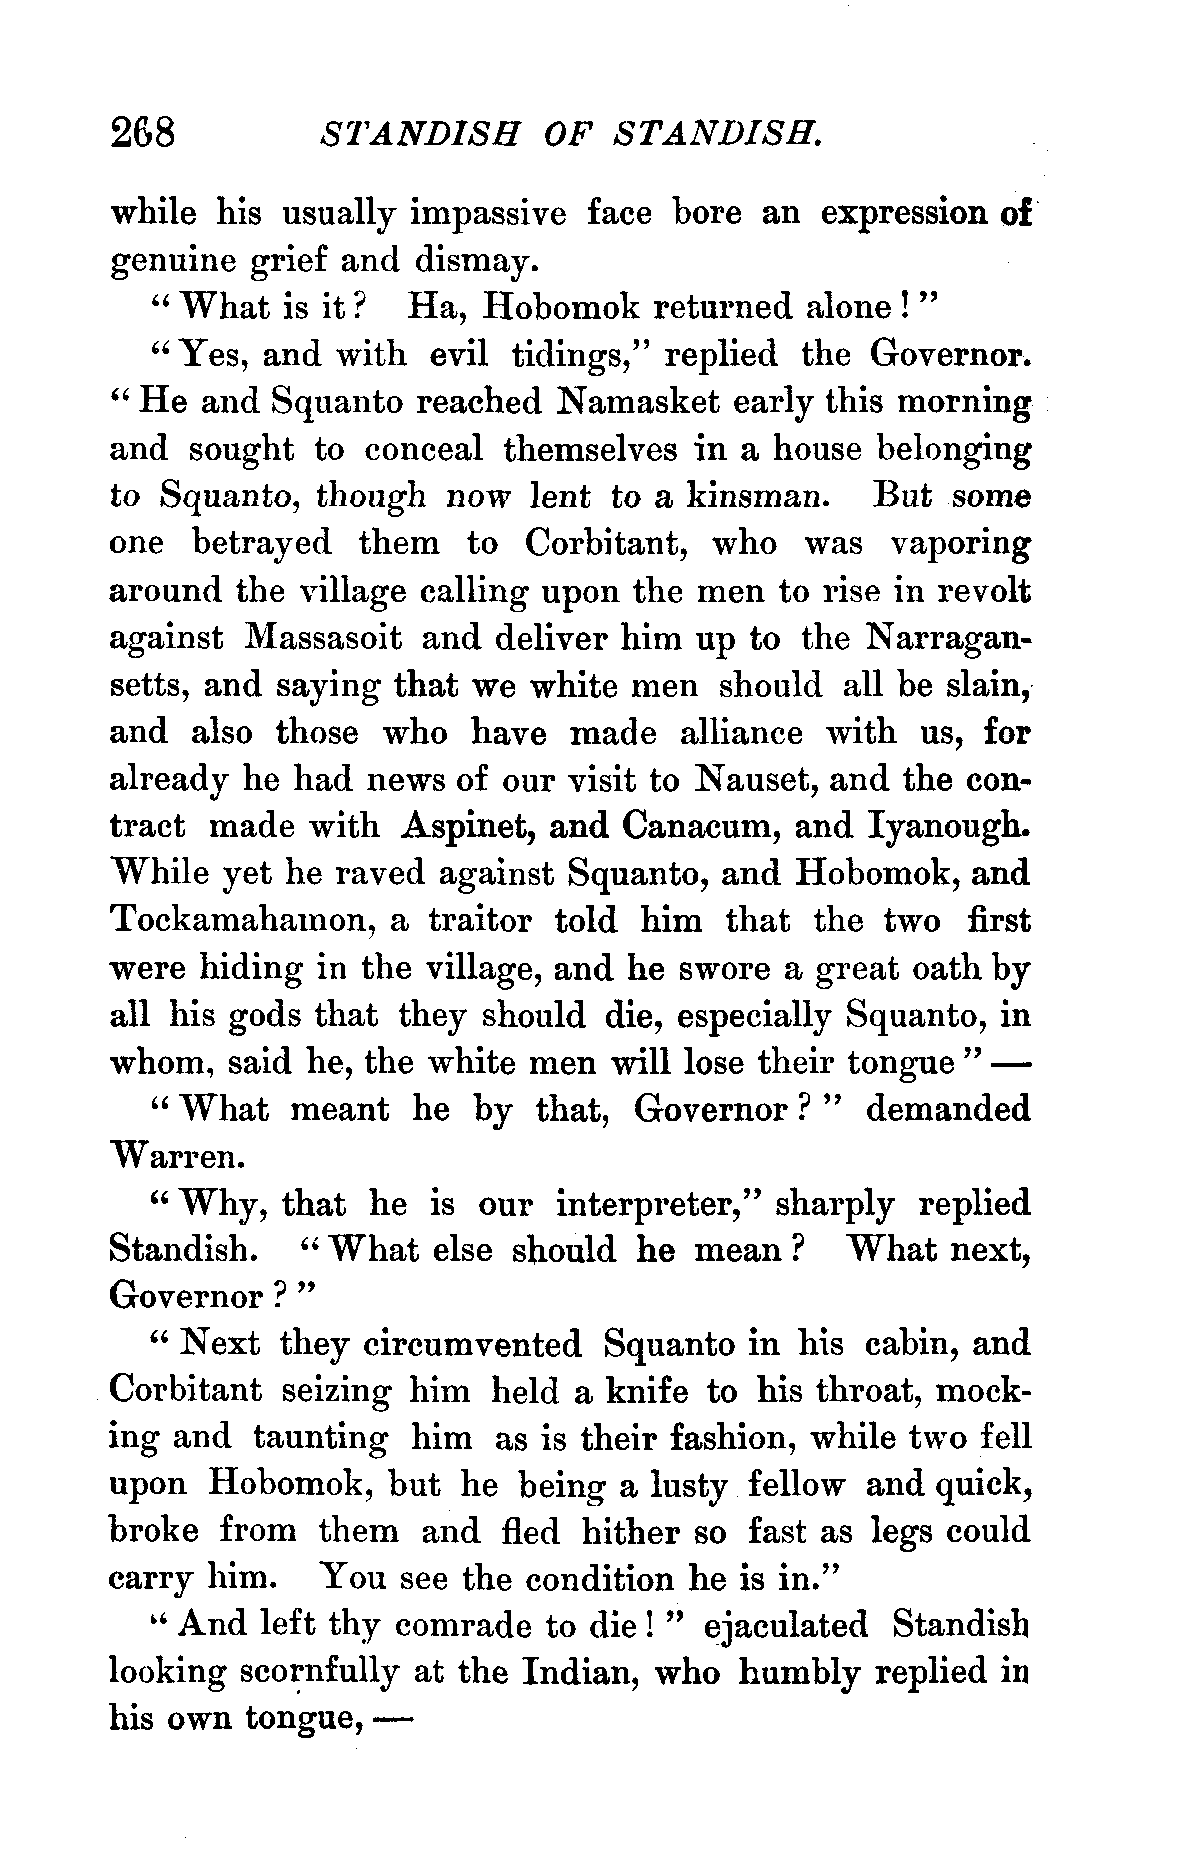 268 STANDISH OF STANDISH.
while his usually impassive face bore an expression of
genuine grief and dismay.
“What is it? Ha, Hobomok returned alone!”
“Yes, and with evil tidings,” replied the Governor.
“He and Squanto reached Namasket early this morning
and sought to conceal themselves in a house belonging
to Squanto, though now lent to a kinsman. But some
one betrayed them to Corbitant, who was vaporing
around the village calling upon the men to rise in revolt
against Massasoit and deliver him up to the Narragan-
setts, and saying that we white men should all be slain,
and also those who have made alliance with us, for
already he had news of our visit to Nauset, and the con-
tract made with Aspinet, and Canacum, and Iyanough.
While yet he raved against Squanto, and Hobomok, and
Tockamahamon, a traitor told him that the two first
were hiding in the village, and he swore a great oath by
all his gods that they should die, especially Squanto, in
whom, said he, the white men will lose their tongue” —
“What meant he by that, Governor?” demanded
Warren.
“Why, that he is our interpreter,” sharply replied
Standish. “What else should he mean? What next,
Governor?”
“Next they circumvented Squanto in his cabin, and
Corbitant seizing him held a knife to his throat, mock-
ing and taunting him as is their fashion, while two fell
upon Hobomok, but he being a lusty fellow and quick,
broke from them and fled hither so fast as legs could
carry him. You see the condition he is in.”
“And left thy comrade to die!” ejaculated Standish
looking scornfully at the Indian, who humbly replied in
his own tongue, —